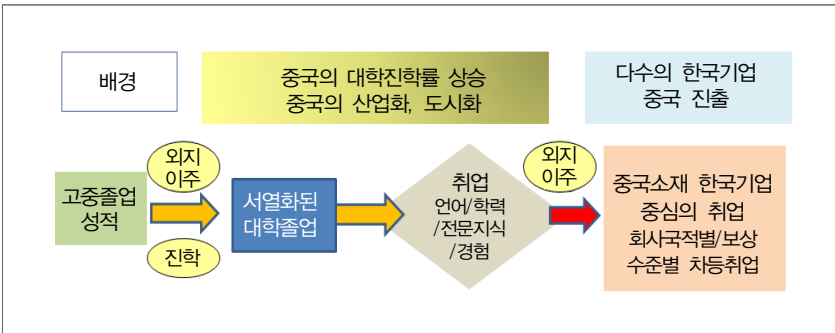 배경
중국의 대학진학률 상승
중국의 산업화, 도시화
다수의 한국기업
중국 진출
고중졸업
성적
외지
이주
진학
서열화된
대학졸업
취업
언어/학력
/전문지식
/경험
외지
이주
중국소재 한국기업
중심의 취업
회사국적별/보상
수준별 차등취업